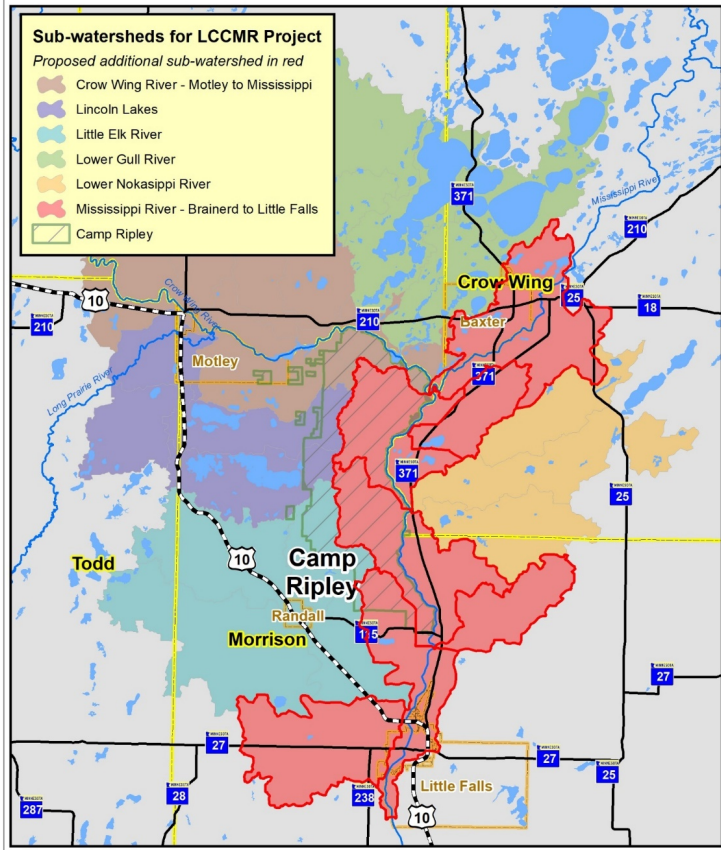 Sub-watersheds for LCCMR Project
Proposed additional sub-watershed in red
Crow Wing River - Motley to Mississippi
Lincoln Lakes
Little Elk River
Lower Gull River
Lower Nokasippi River
Mississippi River - Brainerd to Little Falls
Camp Ripley
371
Mississippi River
210
Crow Wing
10
Crow Wing River
25
18
210
210
Baxter
Motley
Long Prairie River
371
371
25
Todd
10
Camp
Ripley
Randall
Morrison
115
27
27
27
25
Little Falls
287
28
238
10